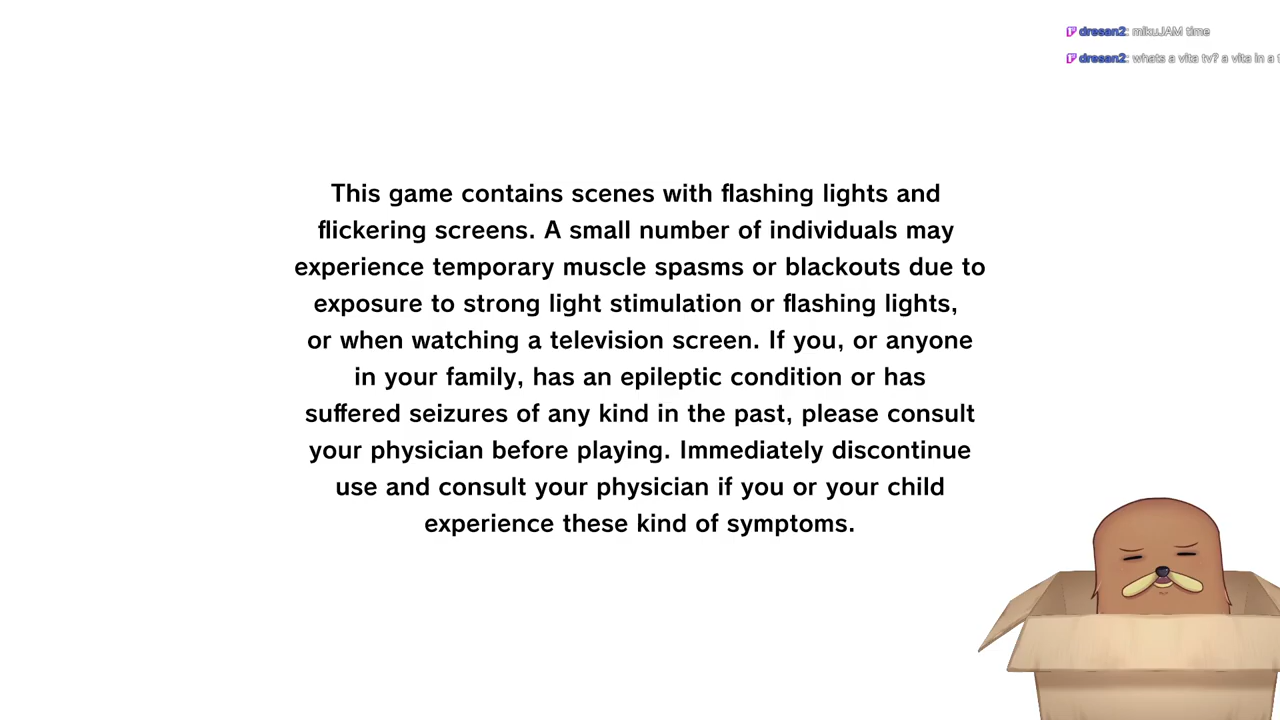 dresan2: mikuJAM time
dresan2: whats a vita tv? a vita in a
This game contains scenes with flashing lights and
flickering screens. A small number of individuals may
experience temporary muscle spasms or blackouts due to
exposure to strong light stimulation or flashing lights,
or when watching a television screen. If you, or anyone
in your family, has an epileptic condition or has
suffered seizures of any kind in the past, please consult
your physician before playing. Immediately discontinue
use and consult your physician if you or your child
experience these kind of symptoms.